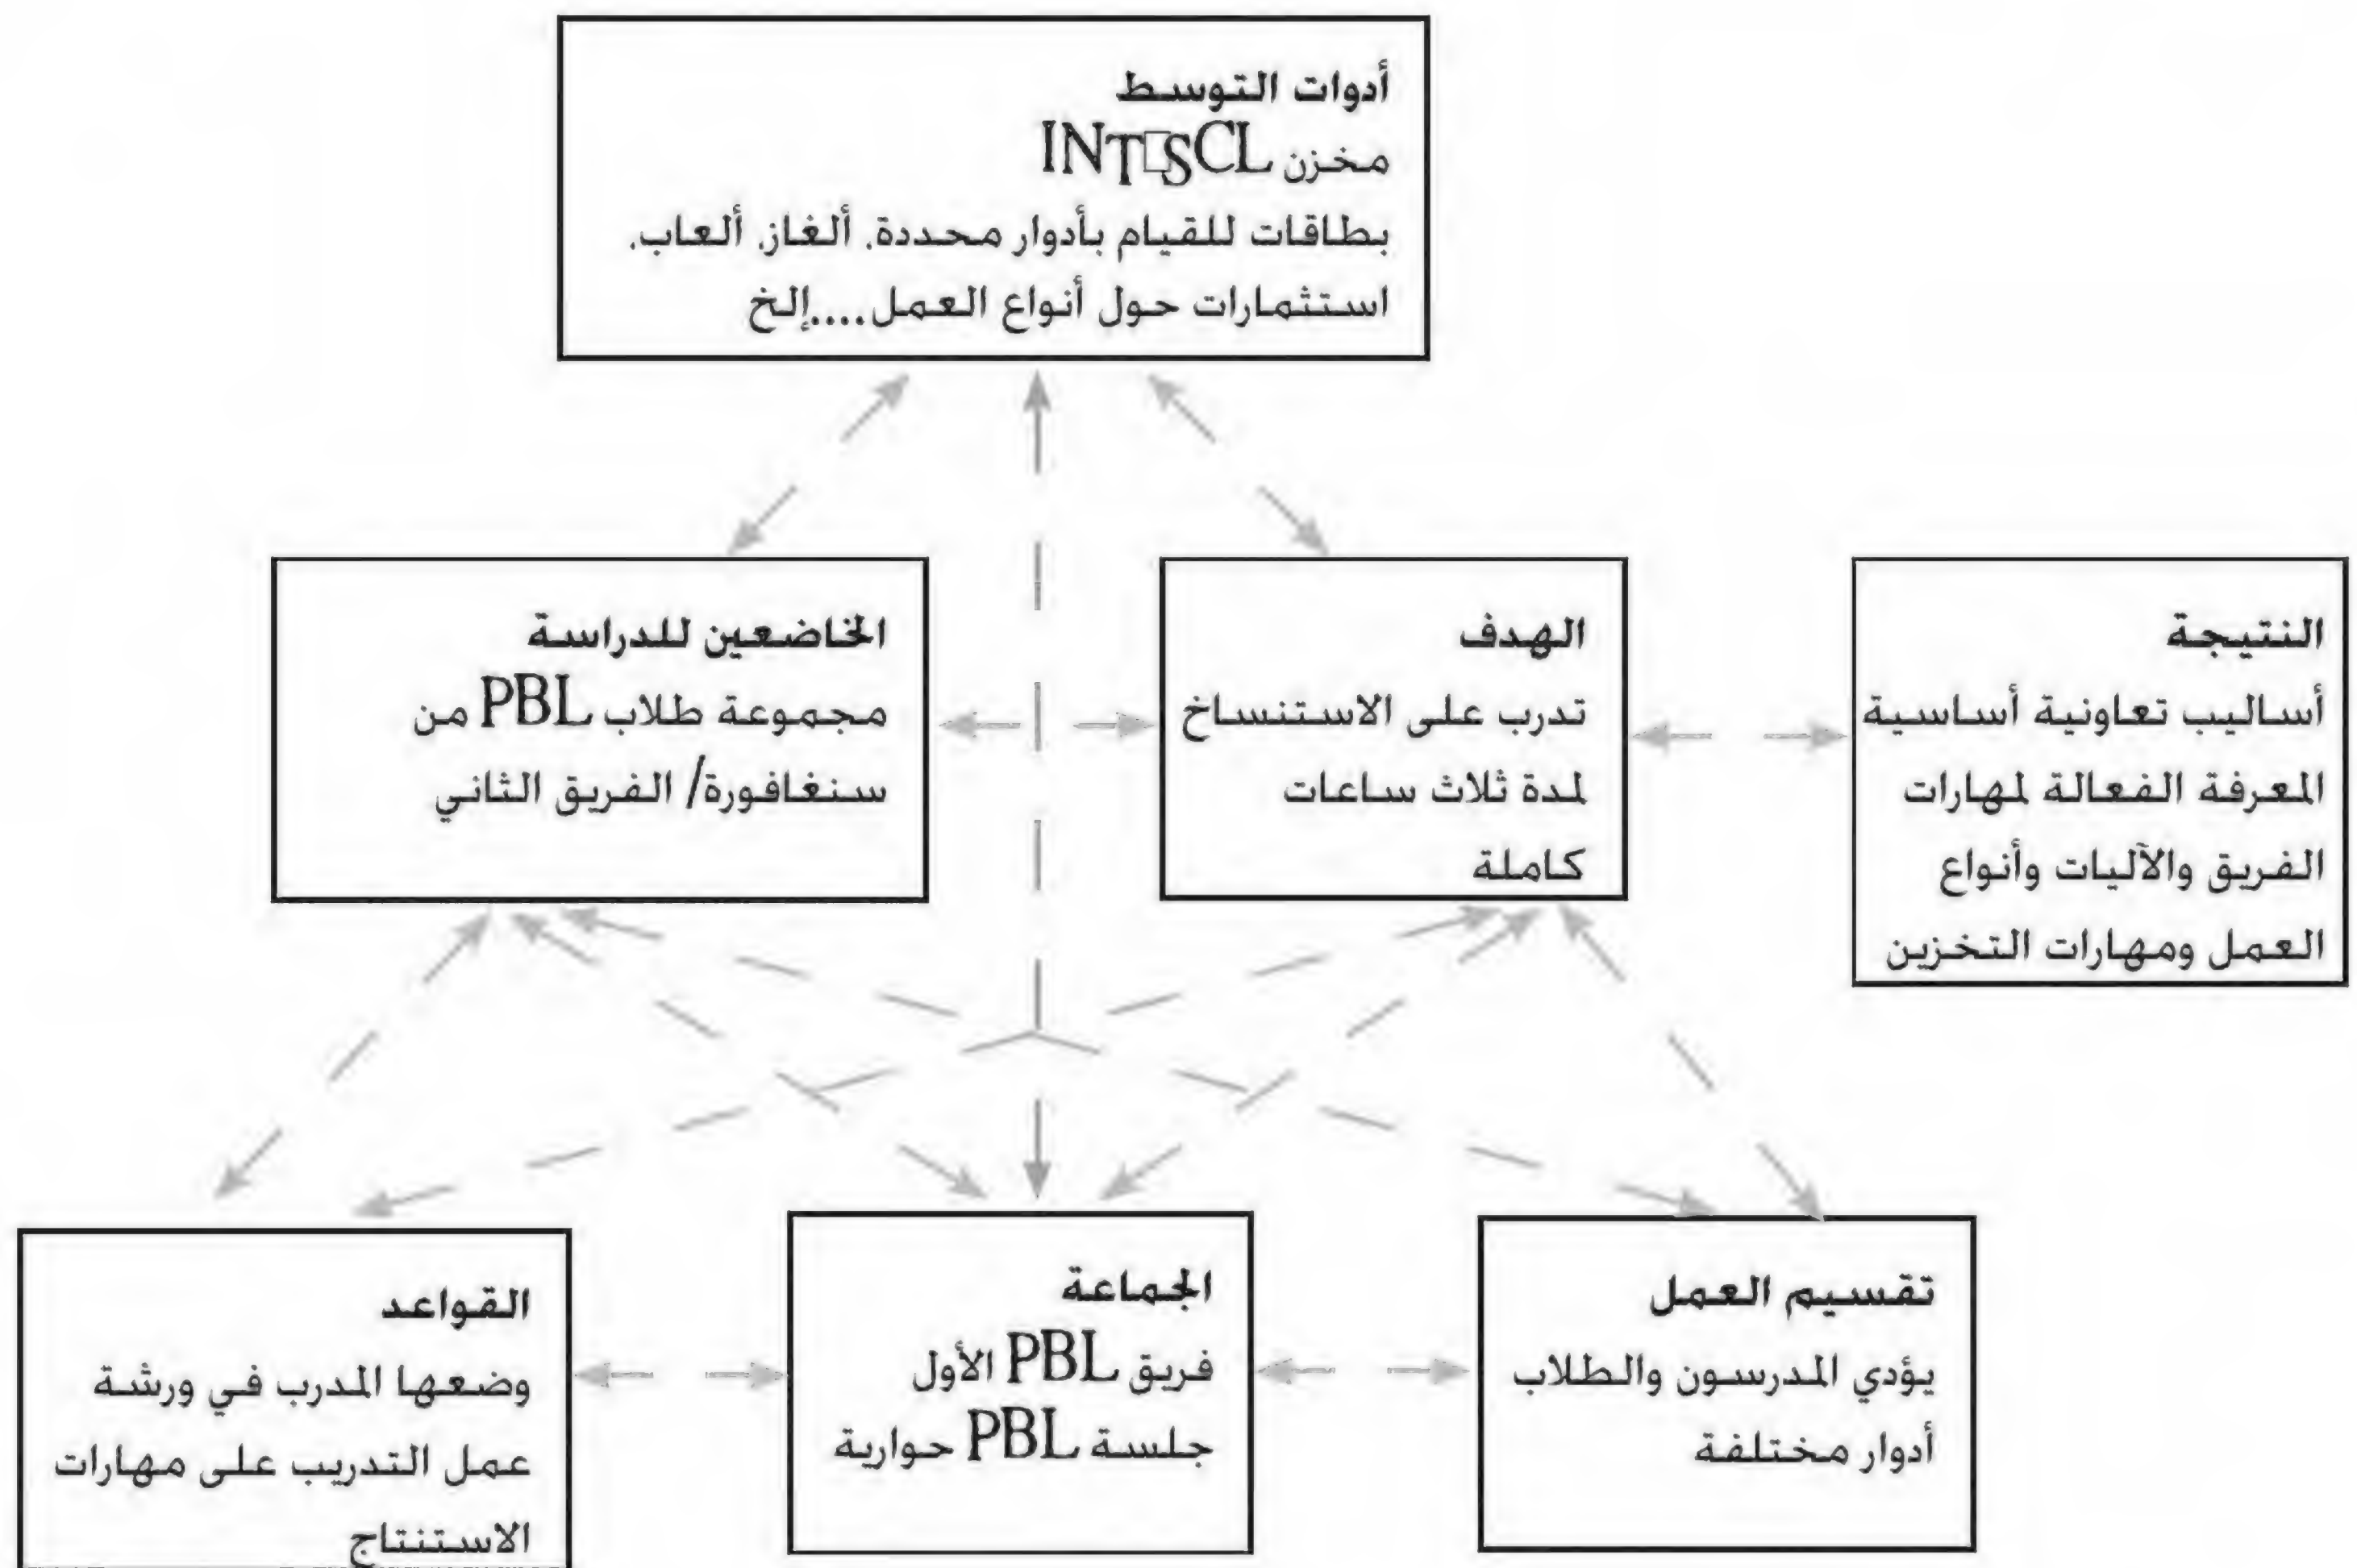 أدوات التوسط
مخزن INT□SCL
بطاقات للقيام بأدوار محددة. ألغاز. ألعاب.
استثمارات حول أنواع العمل....إلخ
الخاضعين للدراسة
مجموعة طلاب PBL من
سنغافورة/ الفريق الثاني
الهدف
تدرب على الاستنساخ
لمدة ثلاث ساعات
كاملة
النتيجة
أساليب تعاونية أساسية
المعرفة الفعالة لمهارات
الفريق والآليات وأنواع
العمل ومهارات التخزين
القواعد
وضعها المدرب في ورشة
عمل التدريب على مهارات
الاستنتاج
الجماعة
فريق PBL الأول
جلسة PBL حوارية
تقسيم العمل
يؤدي المدرسون والطلاب
أدوار مختلفة